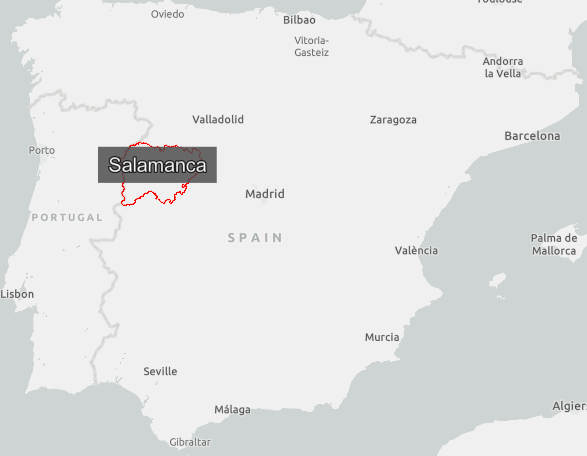 Toulouse
Oviedo
Bilbao
Vitoria-
Gasteiz
Andorra
la Vella
Valladolid
Zaragoza
Barcelona
Porto
Salamanca
Madrid
PORTUGAL
SPAIN
Palma de
Mallorca
València
Lisbon
Murcia
Seville
Málaga
Algiers
Gibraltar